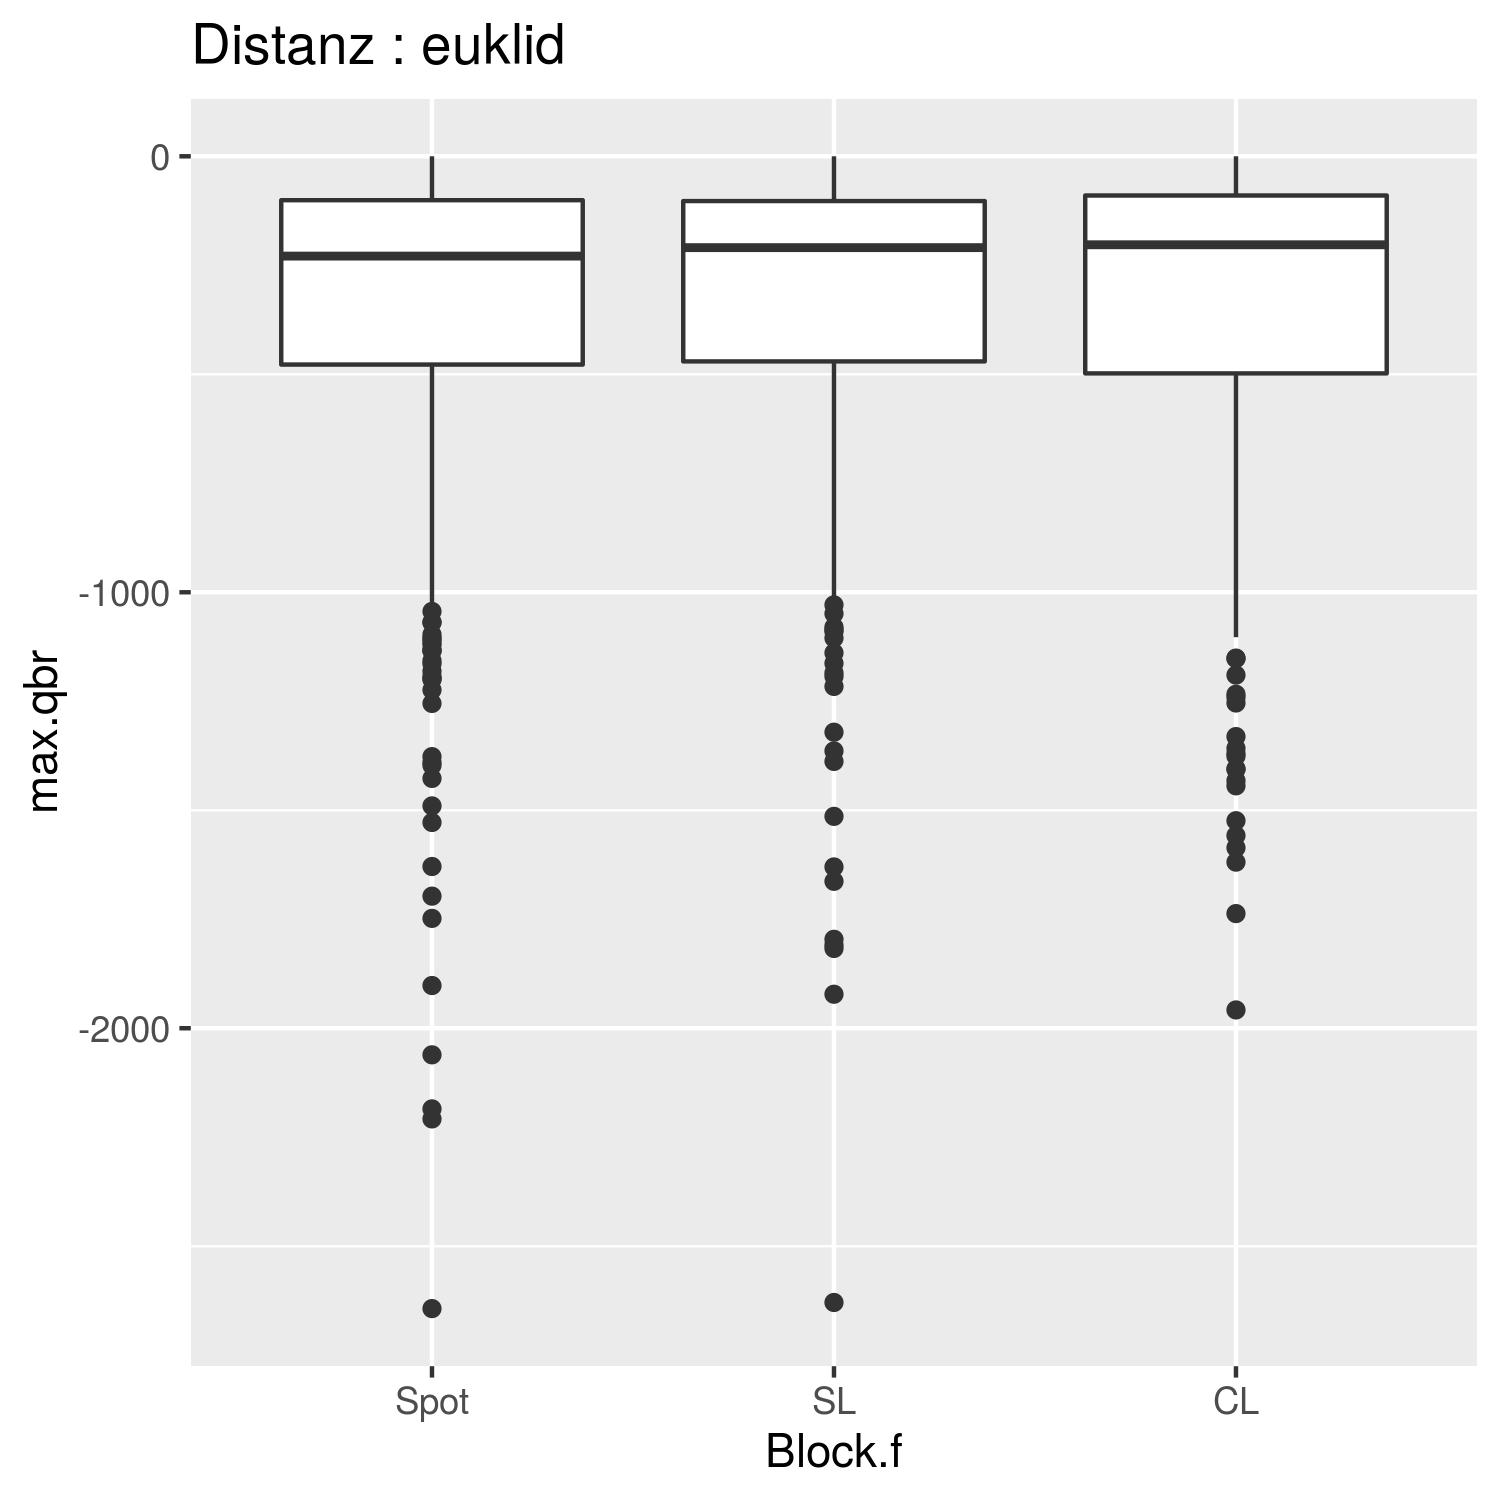 Distanz : euklid
0
-1000
-2000
max.qbr
Spot SL CL
Block.f